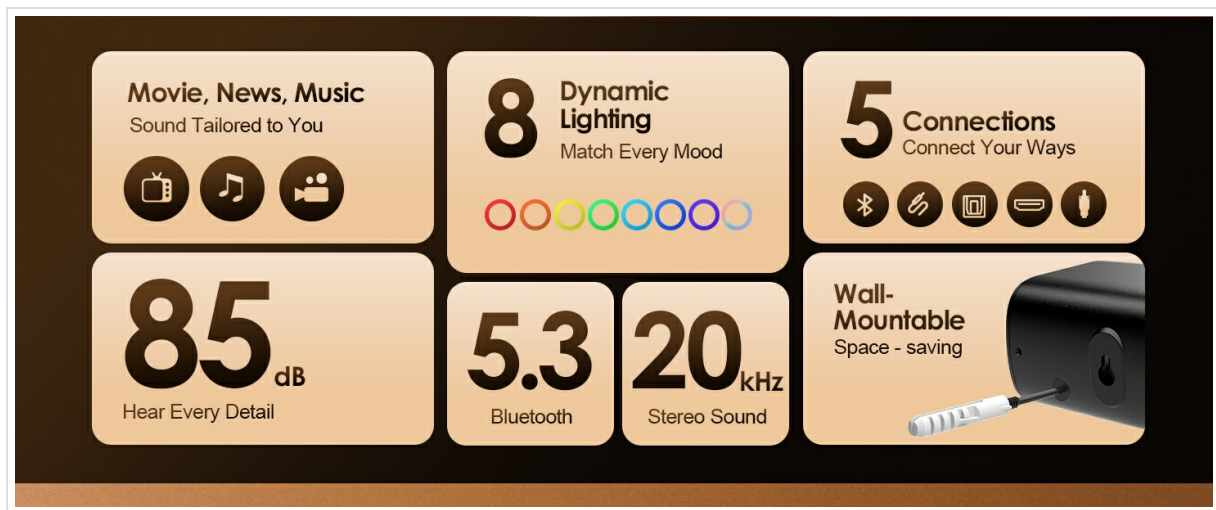 Movie, News, Music
Sound Tailored to You
8
Dynamic
Lighting
Match Every Mood
5
Connections
Connect Your Ways
85 dB
Hear Every Detail
5.3
Bluetooth
20 kHz
Stereo Sound
Wall-
Mountable
Space - saving